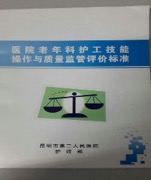 医院老年科护工技能
操作与质量监管评价标准
昆明市第二人民医院
护理部